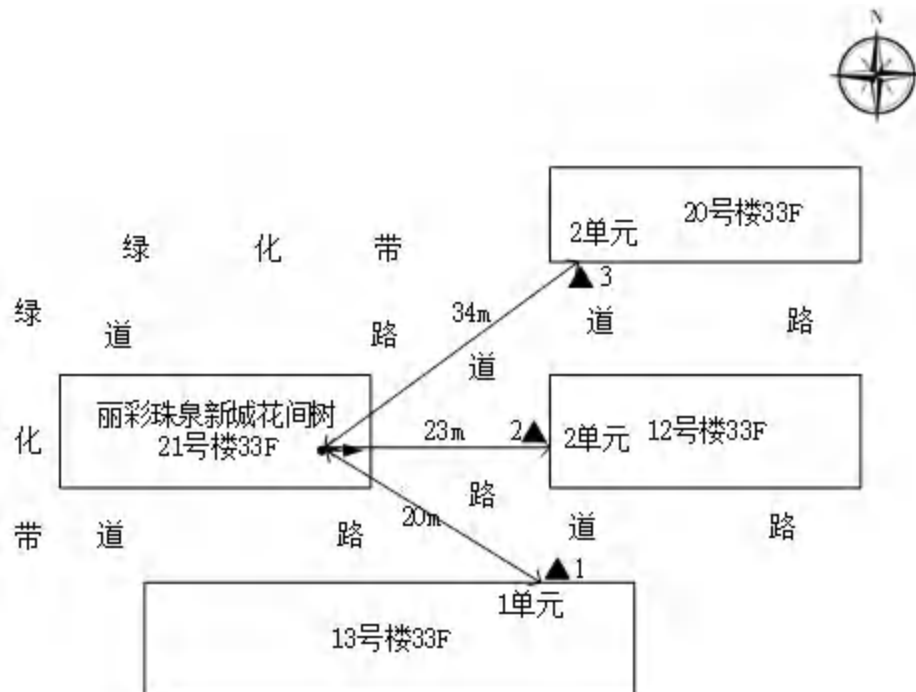 N
20号楼33F
2单元
3
绿 化 带
绿
道 路
34m
道 路
道
丽彩珠泉新城花间树
21号楼33F
化
23m
2
2单元
12号楼33F
路
20m
带 道 路
道 路
1
1单元
13号楼33F